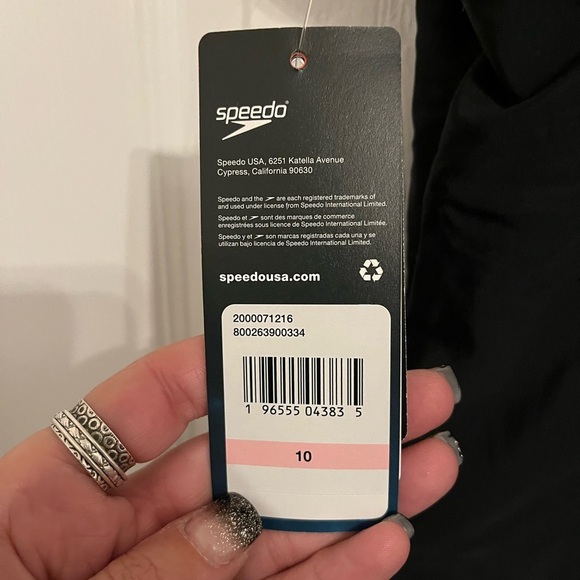 speedo®
Speedo USA, 6251 Katella Avenue
Cypress, California 90630
Speedo and the are each registered trademarks of
and used under license from Speedo International Limited.
Speedo et sont des marques de commerce
enregistrées sous licence de Speedo International Limitée.
Speedo y et son marcas registradas cada una y se
utilizan bajo licencia de Speedo International Limited.
speedousa.com
2000071216
800263900334
1 96555 04383 5
10